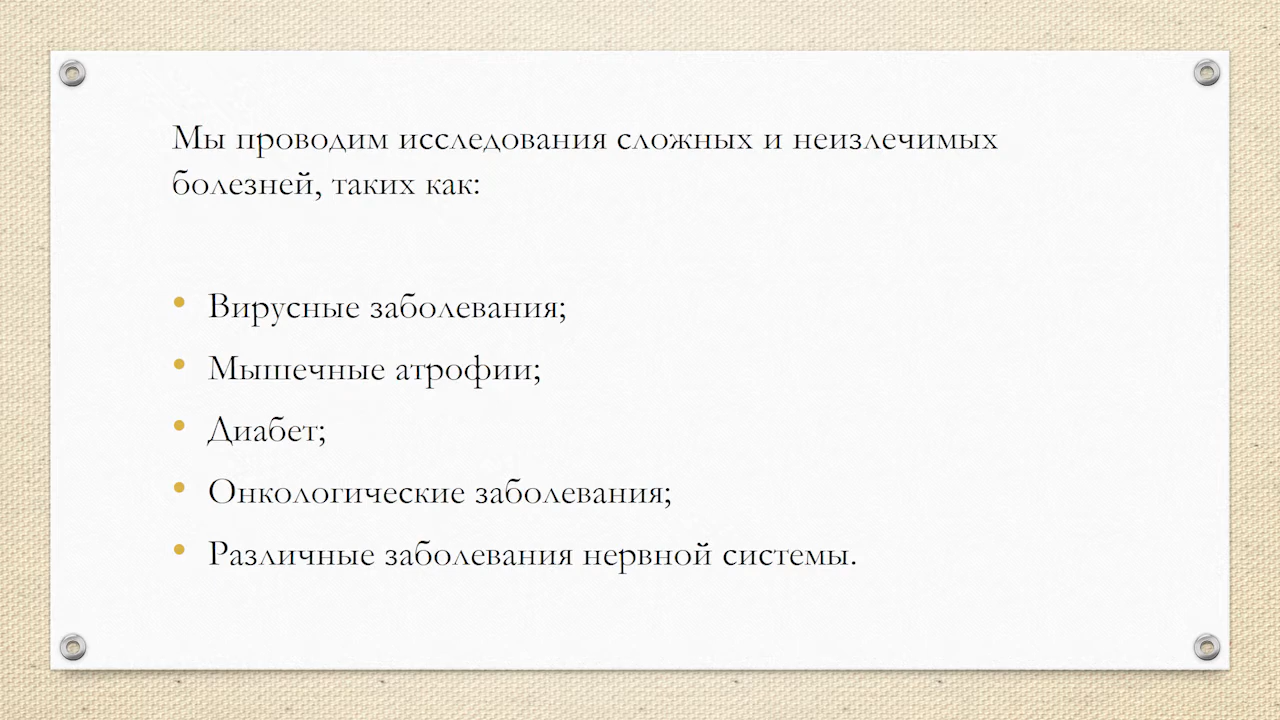 Мы проводим исследования сложных и неизлечимых
болезней, таких как:
• Вирусные заболевания;
• Мышечные атрофии;
• Диабет;
• Онкологические заболевания;
• Различные заболевания нервной системы.